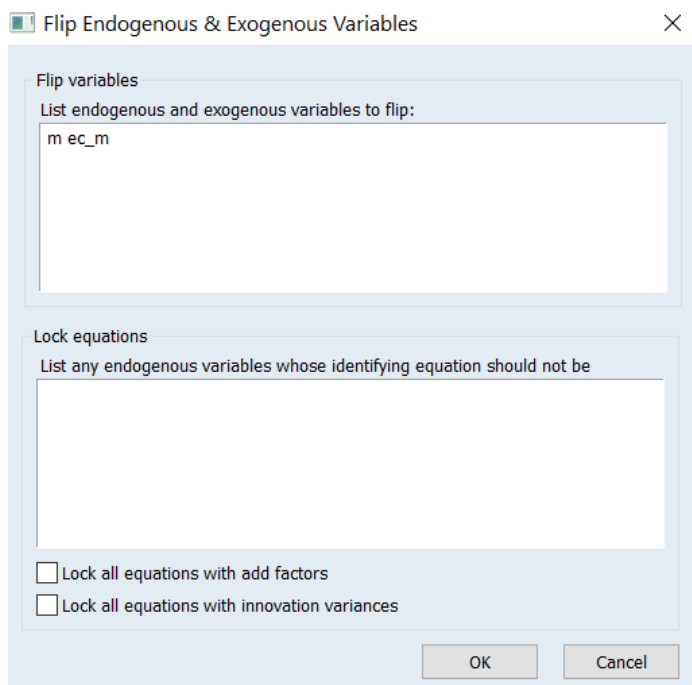 Flip Endogenous & Exogenous Variables
Flip variables
List endogenous and exogenous variables to flip:
m ec_m
Lock equations
List any endogenous variables whose identifying equation should not be
Lock all equations with add factors
Lock all equations with innovation variances
OK Cancel